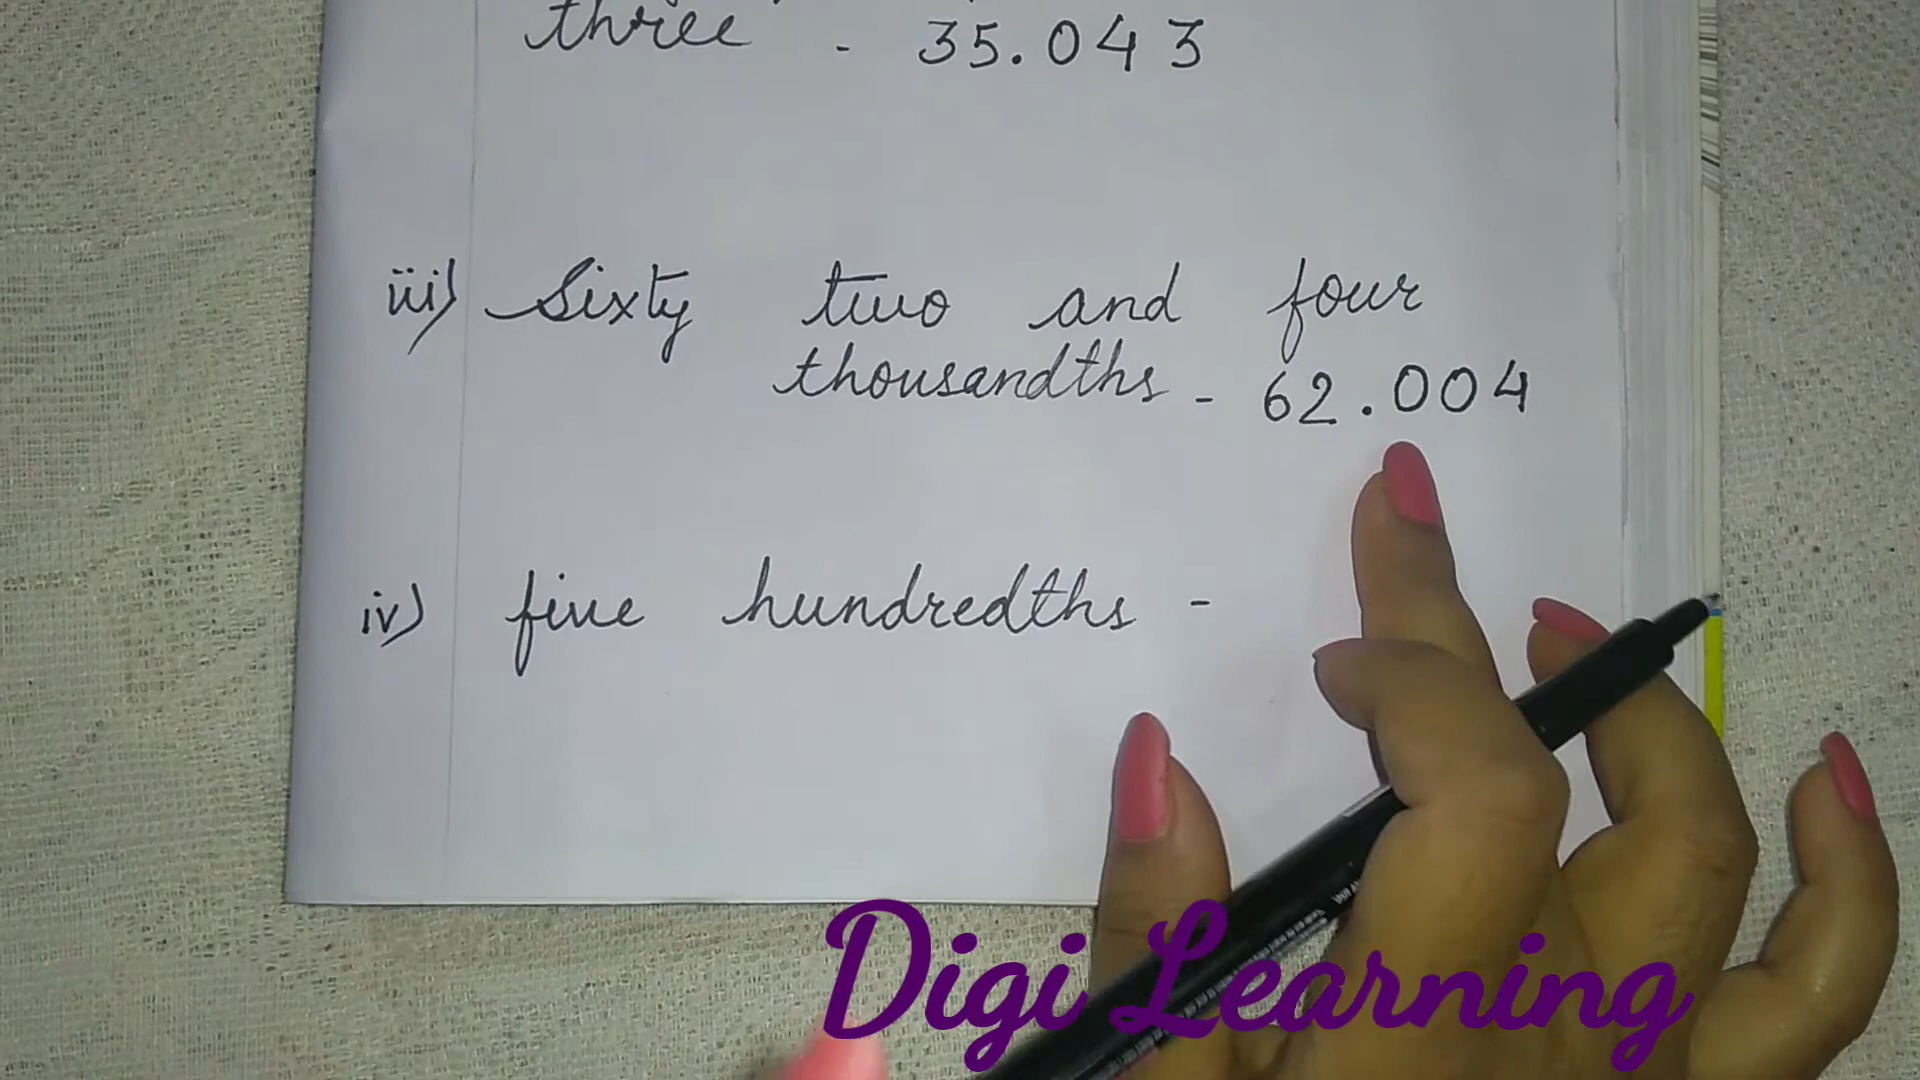 three - 35.043
iii) Sixty two and four
thousandths - 62.004
iv) five hundredths -
Digi Learning